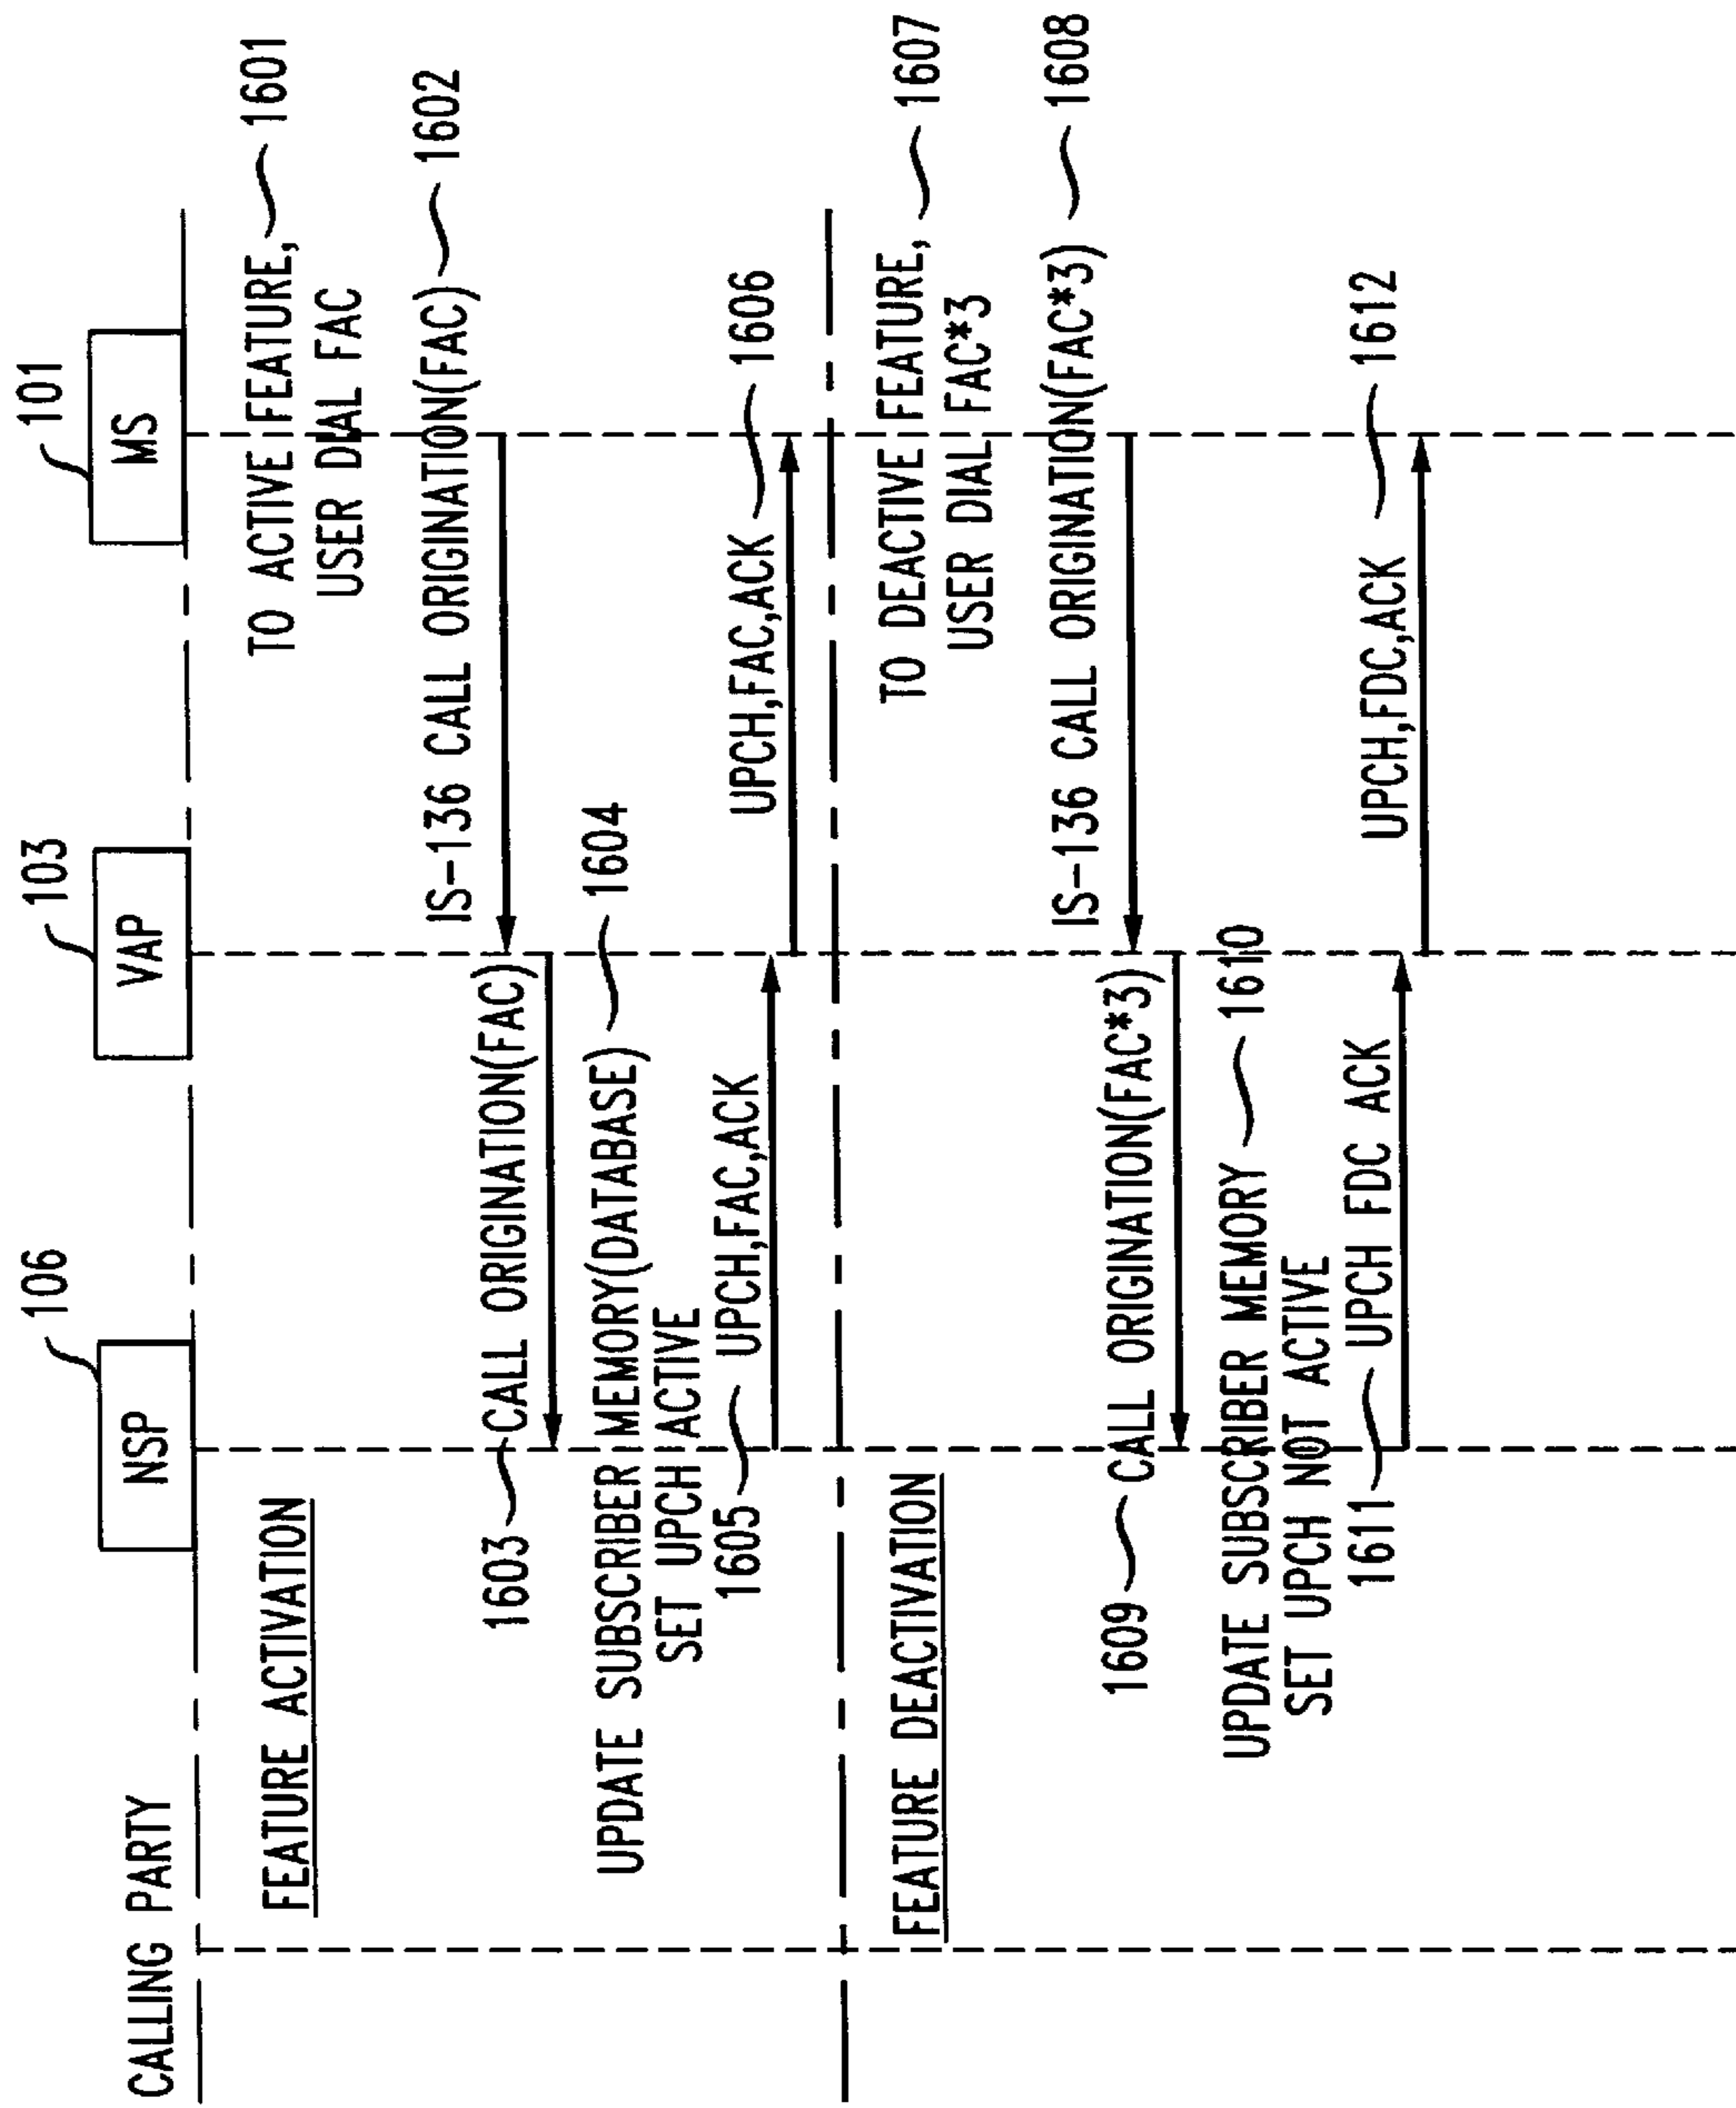 106
103
101
CALLING PARTY
NSP
VAP
MS
FEATURE ACTIVATION
TO ACTIVE FEATURE, 1601
USER DIAL FAC
IS-136 CALL ORIGINATION(FAC) 1602
1603 CALL ORIGINATION(FAC)
UPDATE SUBSCRIBER MEMORY(DATABASE) 1604
SET UPCH ACTIVE
1605 UPCH,FAC,ACK
UPCH,FAC,ACK 1606
FEATURE DEACTIVATION
TO DEACTIVE FEATURE, 1607
USER DIAL FAC*3
IS-136 CALL ORIGINATION(FAC*3) 1608
1609 CALL ORIGINATION(FAC*3)
UPDATE SUBSCRIBER MEMORY 1610
SET UPCH NOT ACTIVE
1611 UPCH FDC ACK
UPCH,FDC,ACK 1612